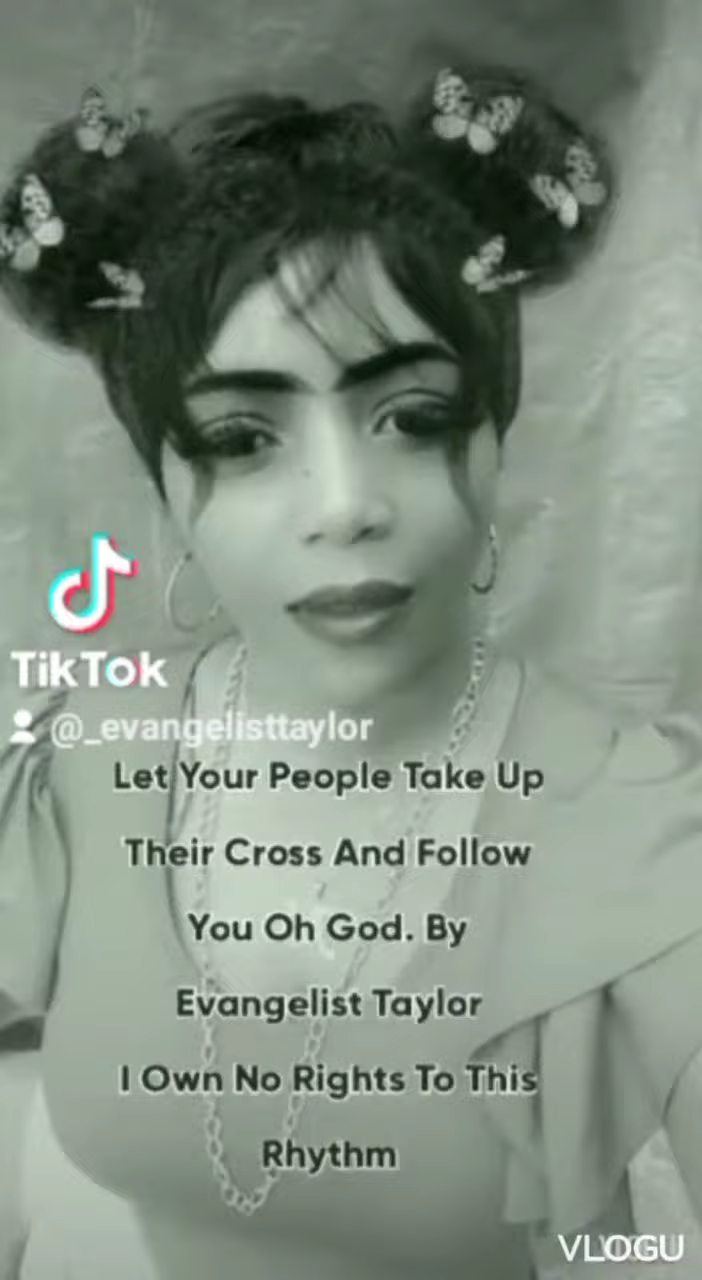 TikTok
@_evangelisttaylor
Let Your People Take Up
Their Cross And Follow
You Oh God. By
Evangelist Taylor
I Own No Rights To This
Rhythm
VLOGU